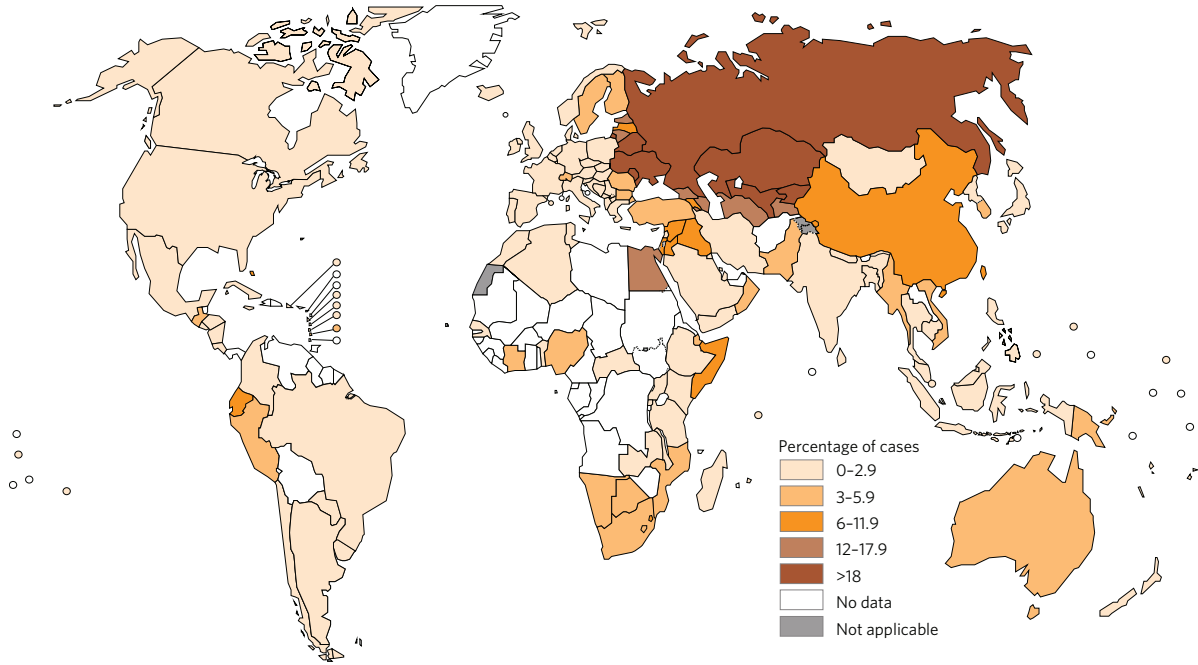 Percentage of cases
0–2.9
3–5.9
6–11.9
12–17.9
>18
No data
Not applicable